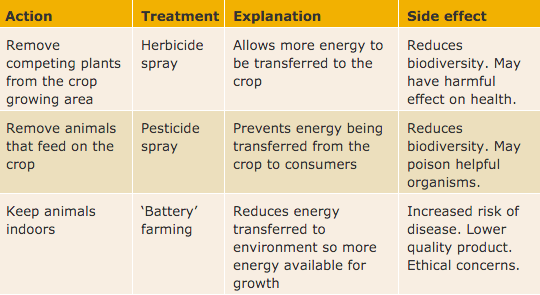 Action Treatment Explanation Side effect
Remove Herbicide Allows more energy to Reduces
competing plants spray be transferred to the biodiversity. May
from the crop crop have harmful
growing area effect on health.
Remove animals Pesticide Prevents energy being Reduces
that feed on the spray transferred from the biodiversity. May
crop crop to consumers poison helpful
organisms.
Keep animals ‘Battery’ Reduces energy Increased risk of
indoors farming transferred to disease. Lower
environment so more quality product.
energy available for Ethical concerns.
growth